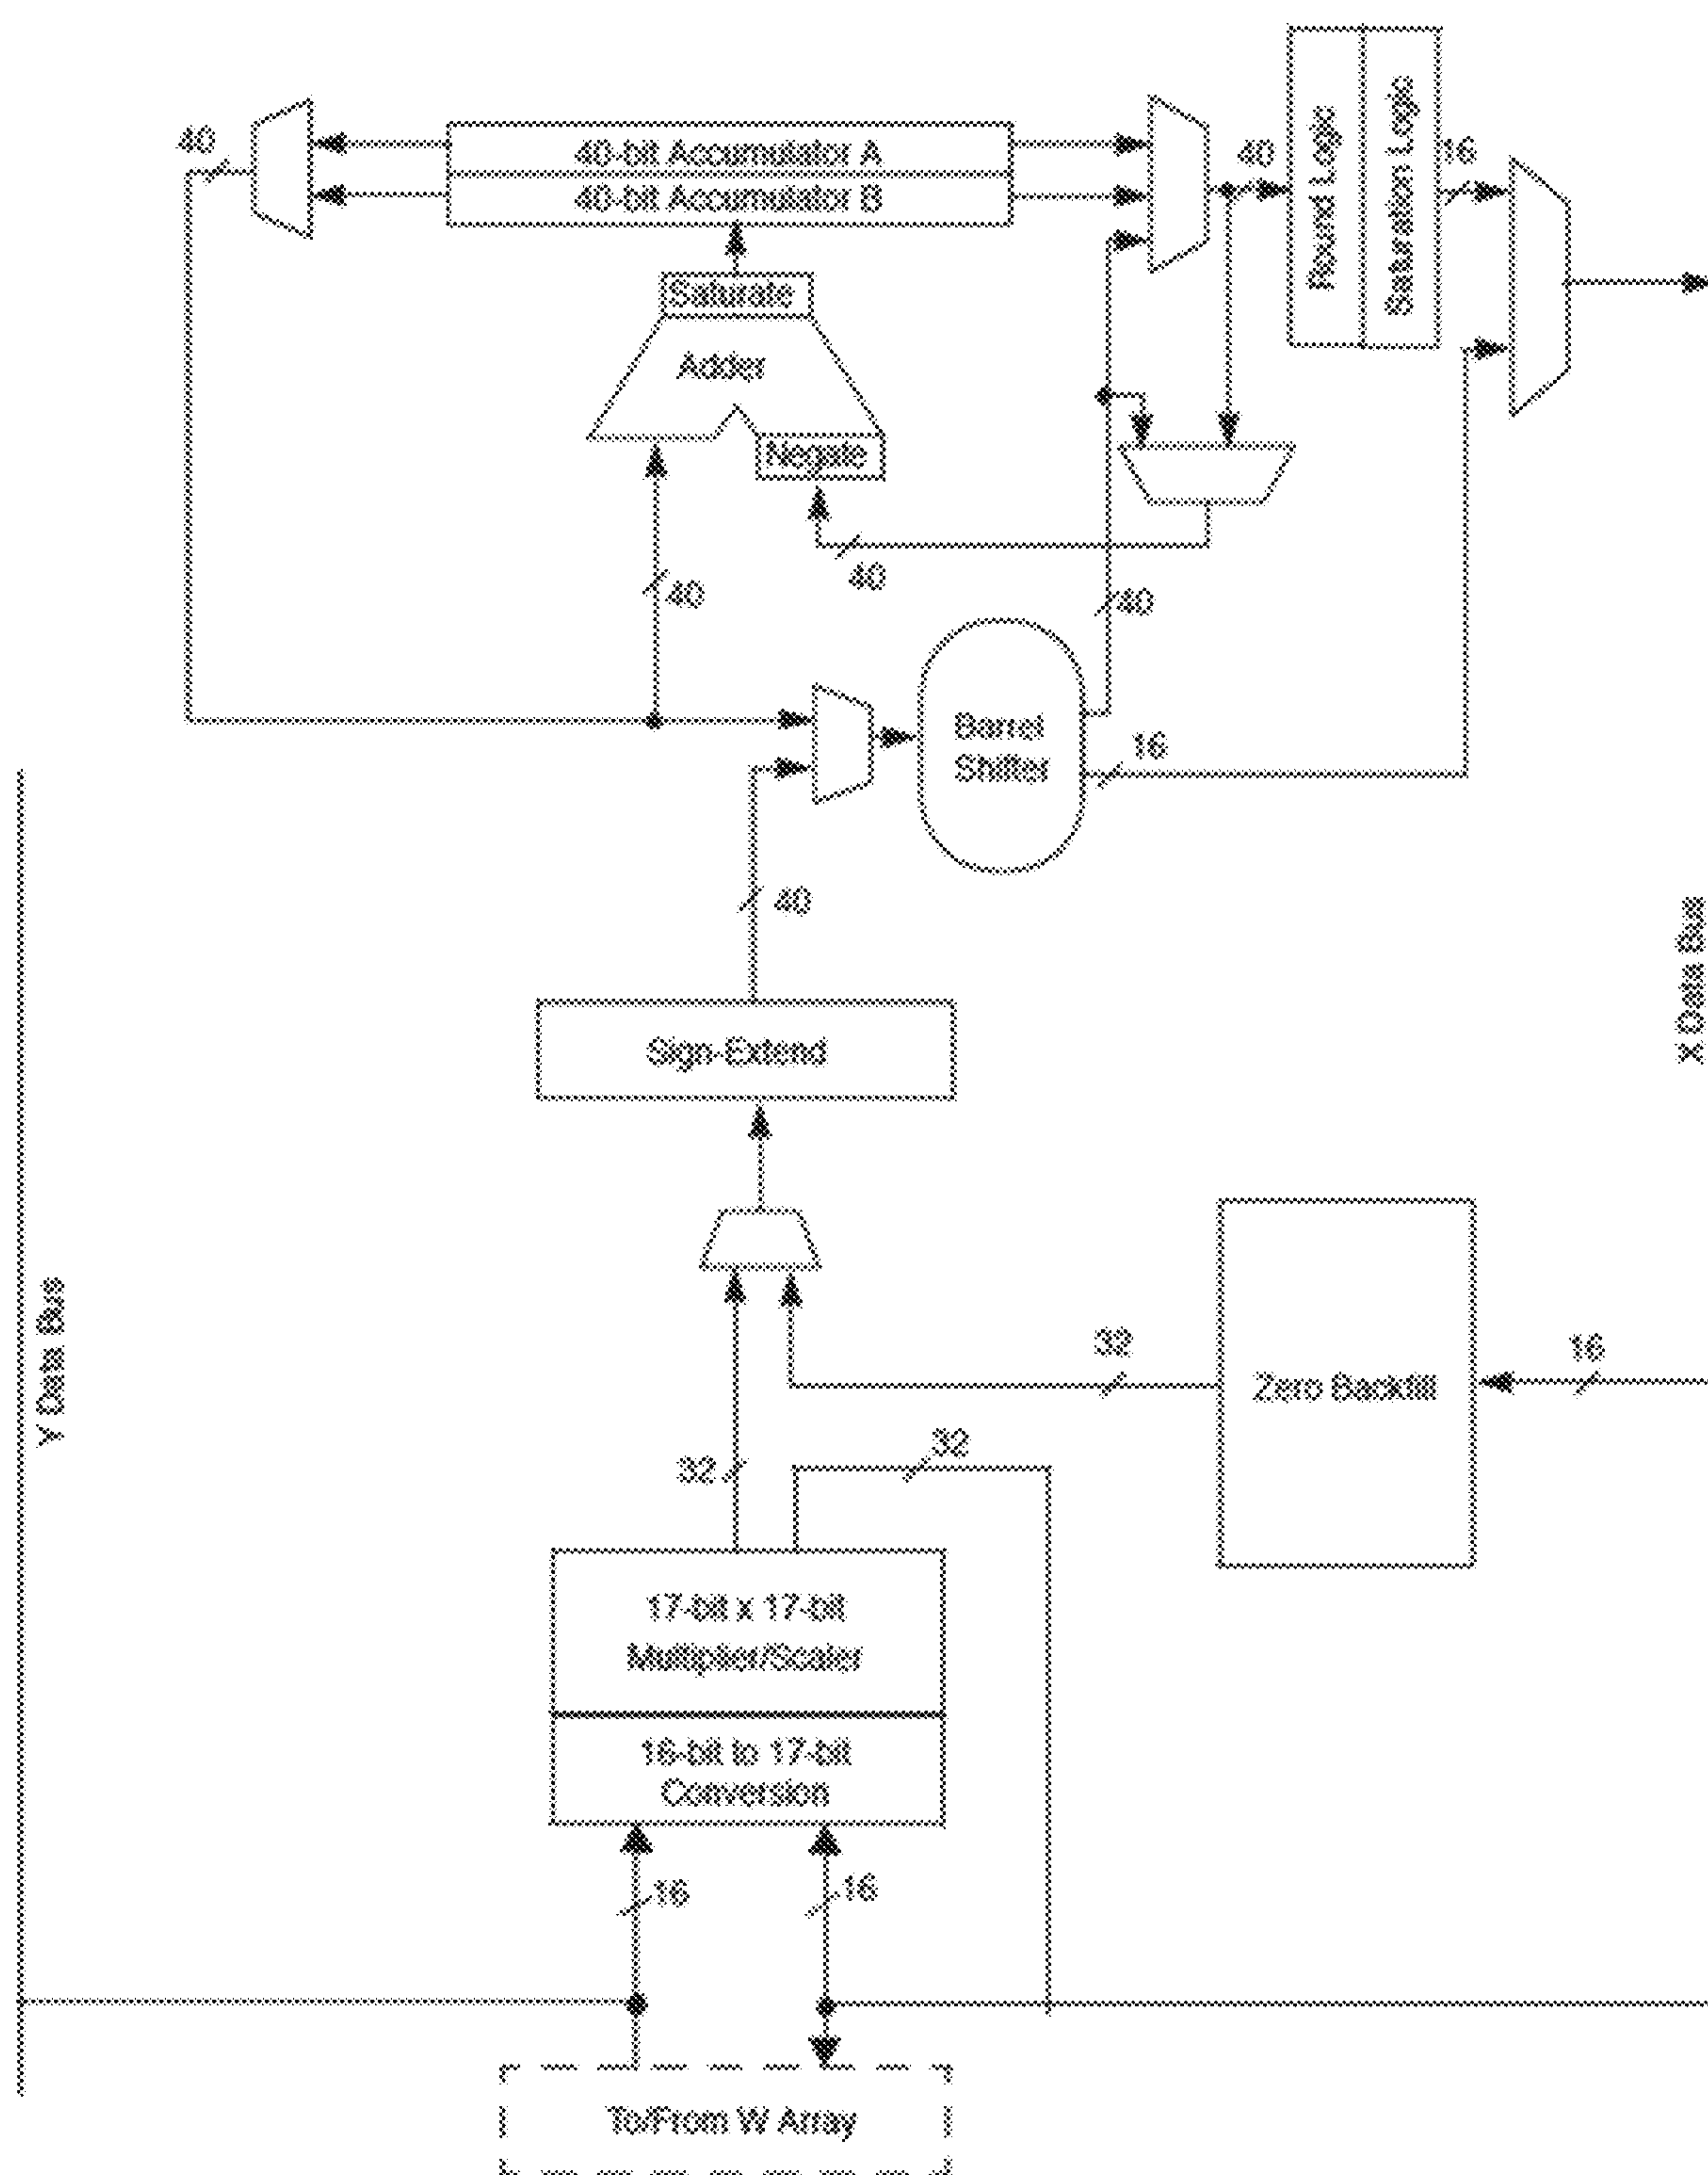 40
40-bit Accumulator A
40-bit Accumulator B
40
Round Logic
Saturation Logic
16
Saturate
Adder
Negate
40
40
40
Barrel
Shifter
16
40
X Data Bus
Sign-Extend
Y Data Bus
32
Zero Backfill
16
32
32
17-bit x 17-bit
Multiplier/Scaler
16-bit to 17-bit
Conversion
16
16
To/From W Array